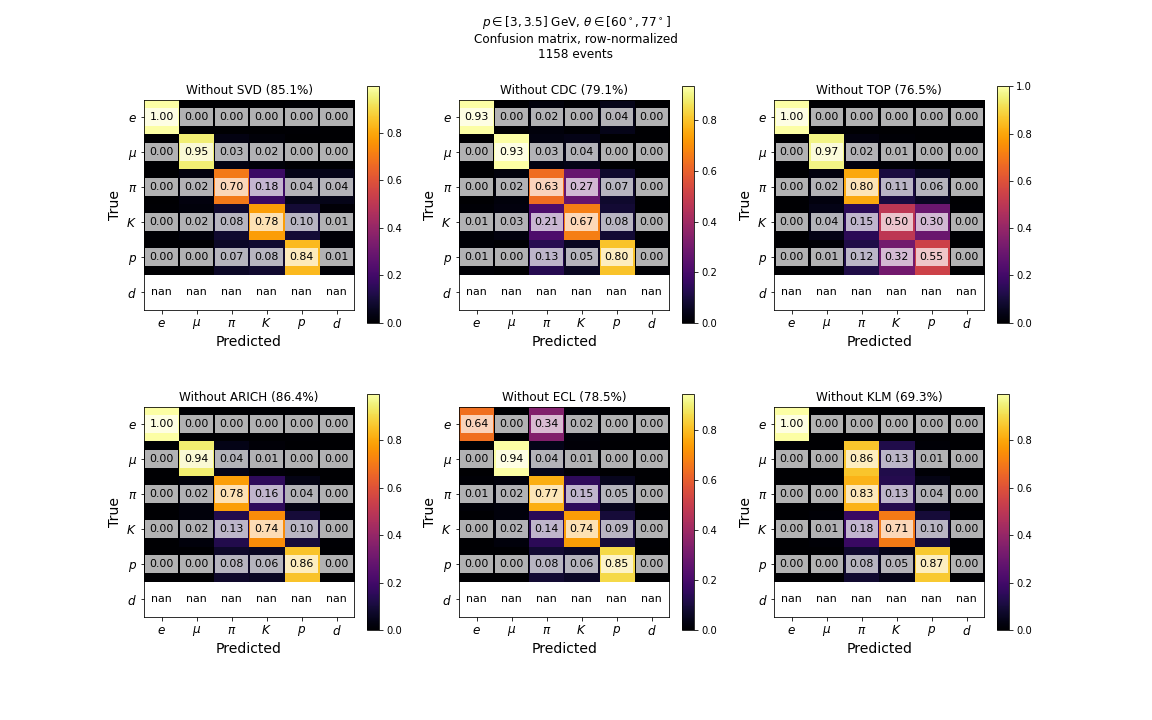 p ∈ [3, 3.5] GeV, θ ∈ [60°, 77°]
Confusion matrix, row-normalized
1158 events
Without SVD (85.1%)
True
e 1.00 0.00 0.00 0.00 0.00 0.00
μ 0.00 0.95 0.03 0.02 0.00 0.00
π 0.00 0.02 0.70 0.18 0.04 0.04
K 0.00 0.02 0.08 0.78 0.10 0.01
p 0.00 0.00 0.07 0.08 0.84 0.01
d nan nan nan nan nan nan
e μ π K p d
Predicted
0.8
0.6
0.4
0.2
0.0
Without CDC (79.1%)
True
e 0.93 0.00 0.02 0.00 0.04 0.00
μ 0.00 0.93 0.03 0.04 0.00 0.00
π 0.00 0.02 0.63 0.27 0.07 0.00
K 0.01 0.03 0.21 0.67 0.08 0.00
p 0.01 0.00 0.13 0.05 0.80 0.00
d nan nan nan nan nan nan
e μ π K p d
Predicted
0.8
0.6
0.4
0.2
0.0
Without TOP (76.5%)
True
e 1.00 0.00 0.00 0.00 0.00 0.00
μ 0.00 0.97 0.02 0.01 0.00 0.00
π 0.00 0.02 0.80 0.11 0.06 0.00
K 0.00 0.04 0.15 0.50 0.30 0.00
p 0.00 0.01 0.12 0.32 0.55 0.00
d nan nan nan nan nan nan
e μ π K p d
Predicted
1.0
0.8
0.6
0.4
0.2
0.0
Without ARICH (86.4%)
True
e 1.00 0.00 0.00 0.00 0.00 0.00
μ 0.00 0.94 0.04 0.01 0.00 0.00
π 0.00 0.02 0.78 0.16 0.04 0.00
K 0.00 0.02 0.13 0.74 0.10 0.00
p 0.00 0.00 0.08 0.06 0.86 0.00
d nan nan nan nan nan nan
e μ π K p d
Predicted
0.8
0.6
0.4
0.2
0.0
Without ECL (78.5%)
True
e 0.64 0.00 0.34 0.02 0.00 0.00
μ 0.00 0.94 0.04 0.01 0.00 0.00
π 0.01 0.02 0.77 0.15 0.05 0.00
K 0.00 0.02 0.14 0.74 0.09 0.00
p 0.00 0.00 0.08 0.06 0.85 0.00
d nan nan nan nan nan nan
e μ π K p d
Predicted
0.8
0.6
0.4
0.2
0.0
Without KLM (69.3%)
True
e 1.00 0.00 0.00 0.00 0.00 0.00
μ 0.00 0.00 0.86 0.13 0.01 0.00
π 0.00 0.00 0.83 0.13 0.04 0.00
K 0.00 0.01 0.18 0.71 0.10 0.00
p 0.00 0.00 0.08 0.05 0.87 0.00
d nan nan nan nan nan nan
e μ π K p d
Predicted
0.8
0.6
0.4
0.2
0.0